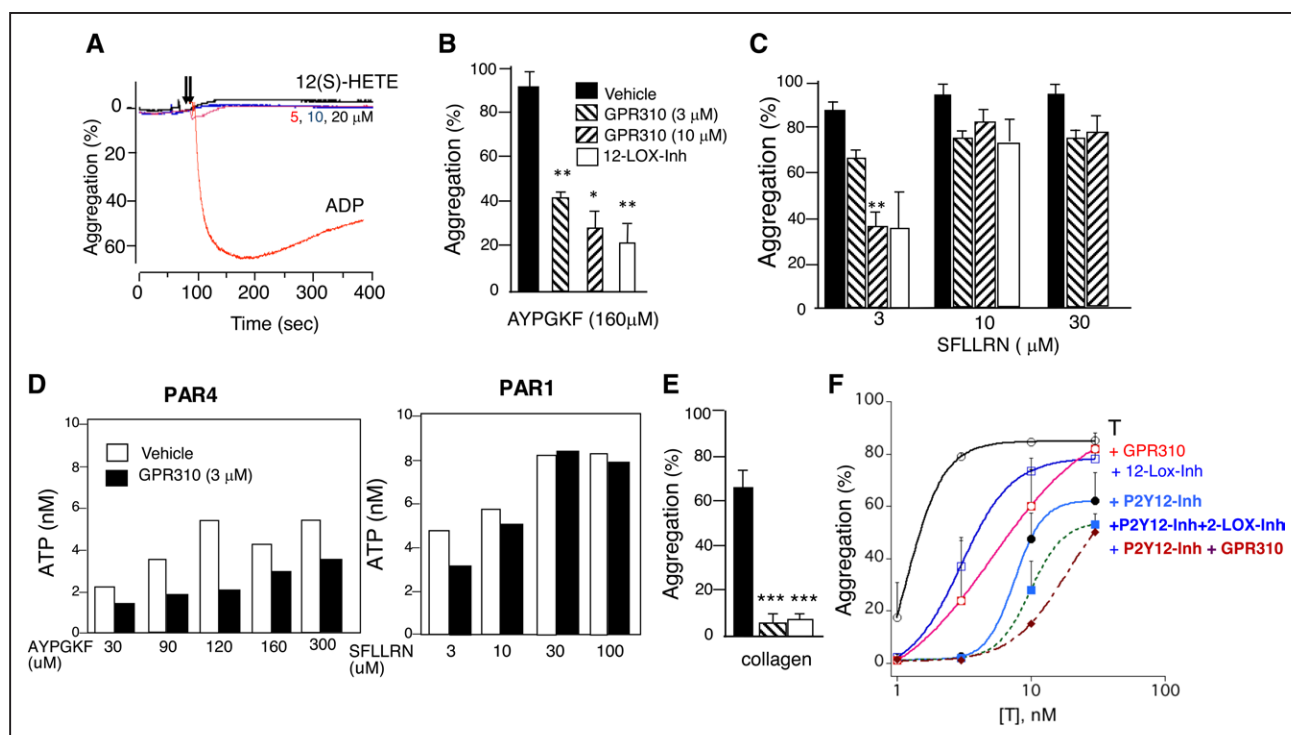 A
12(S)-HETE
5, 10, 20 µM
ADP
Aggregation (%)
0
20
40
60
0 100 200 300 400
Time (sec)
B
Aggregation (%)
100
80
60
40
20
0
** * **
Vehicle
GPR310 (3 µM)
GPR310 (10 µM)
12-LOX-Inh
AYPGKF (160µM)
C
Aggregation (%)
100
80
60
40
20
0
**
3 10 30
SFLLRN ( µM)
D
PAR4
ATP (nM)
10
8
6
4
2
0
Vehicle
GPR310 (3 µM)
AYPGKF
(uM)
30 90 120 160 300
PAR1
ATP (nM)
10
8
6
4
2
0
SFLLRN
(uM)
3 10 30 100
E
Aggregation (%)
100
80
60
40
20
0
*** ***
collagen
F
Aggregation (%)
100
80
60
40
20
0
T
+ GPR310
+ 12-Lox-Inh
+ P2Y12-Inh
+P2Y12-Inh+2-LOX-Inh
+ P2Y12-Inh + GPR310
1 10 100
[T], nM